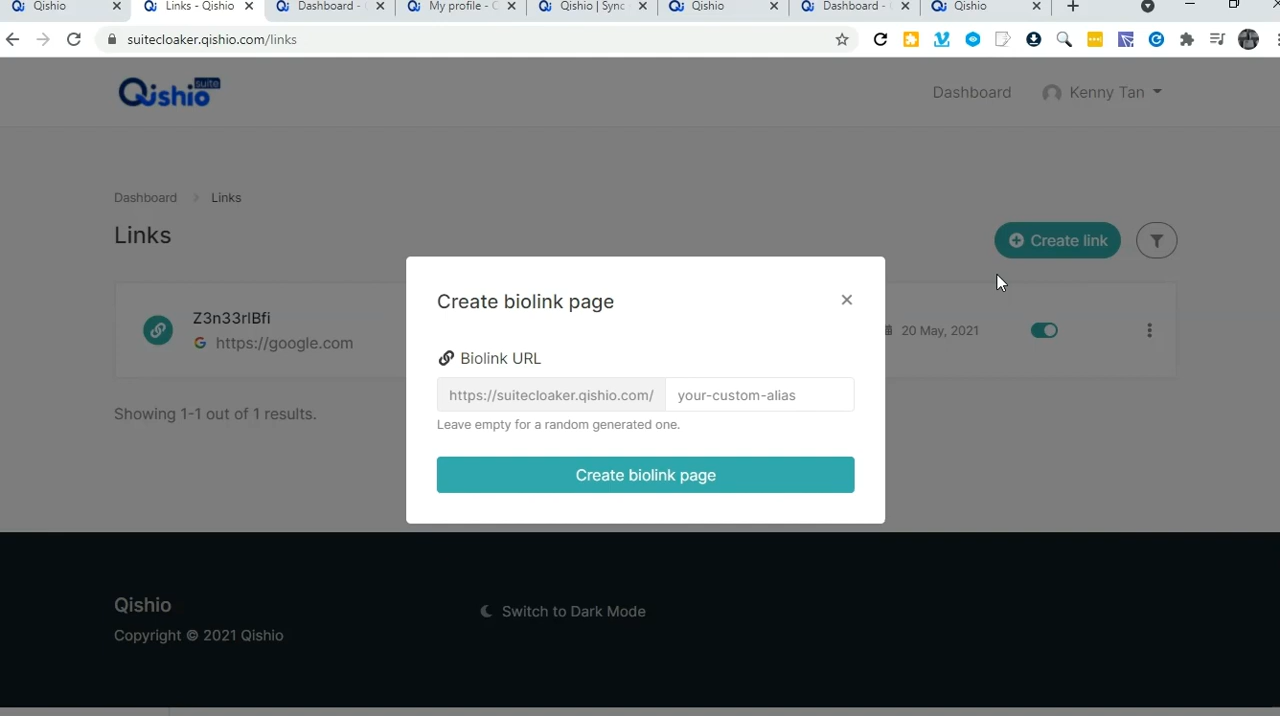 Qishio
Links - Qishio
Dashboard -
My profile -
Qishio | Sync
Qishio
Dashboard -
Qishio
suitecloaker.qishio.com/links
Qishio suite
Dashboard
Kenny Tan
Dashboard
Links
Links
Create link
Z3n33rlBfi
https://google.com
20 May, 2021
Showing 1-1 out of 1 results.
Create biolink page
Biolink URL
https://suitecloaker.qishio.com/
your-custom-alias
Leave empty for a random generated one.
Create biolink page
Qishio
Switch to Dark Mode
Copyright © 2021 Qishio